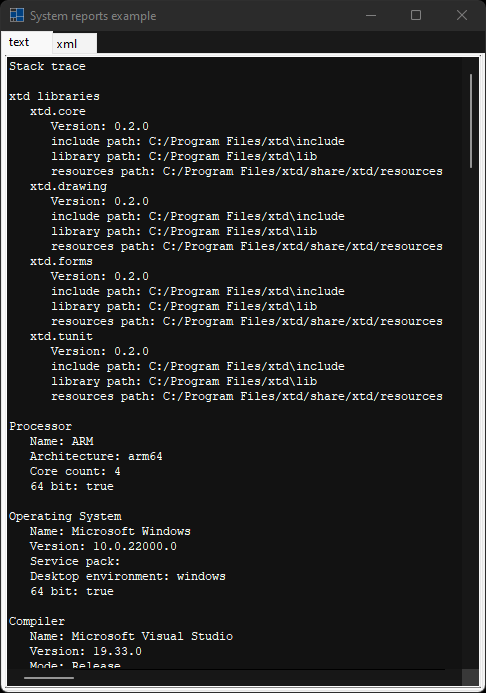 System reports example
text
xml
Stack trace
xtd libraries
xtd.core
Version: 0.2.0
include path: C:/Program Files/xtd\include
library path: C:/Program Files/xtd\lib
resources path: C:/Program Files/xtd/share/xtd/resources
xtd.drawing
Version: 0.2.0
include path: C:/Program Files/xtd\include
library path: C:/Program Files/xtd\lib
resources path: C:/Program Files/xtd/share/xtd/resources
xtd.forms
Version: 0.2.0
include path: C:/Program Files/xtd\include
library path: C:/Program Files/xtd\lib
resources path: C:/Program Files/xtd/share/xtd/resources
xtd.tunit
Version: 0.2.0
include path: C:/Program Files/xtd\include
library path: C:/Program Files/xtd\lib
resources path: C:/Program Files/xtd/share/xtd/resources
Processor
Name: ARM
Architecture: arm64
Core count: 4
64 bit: true
Operating System
Name: Microsoft Windows
Version: 10.0.22000.0
Service pack:
Desktop environment: windows
64 bit: true
Compiler
Name: Microsoft Visual Studio
Version: 19.33.0
Mode: Release